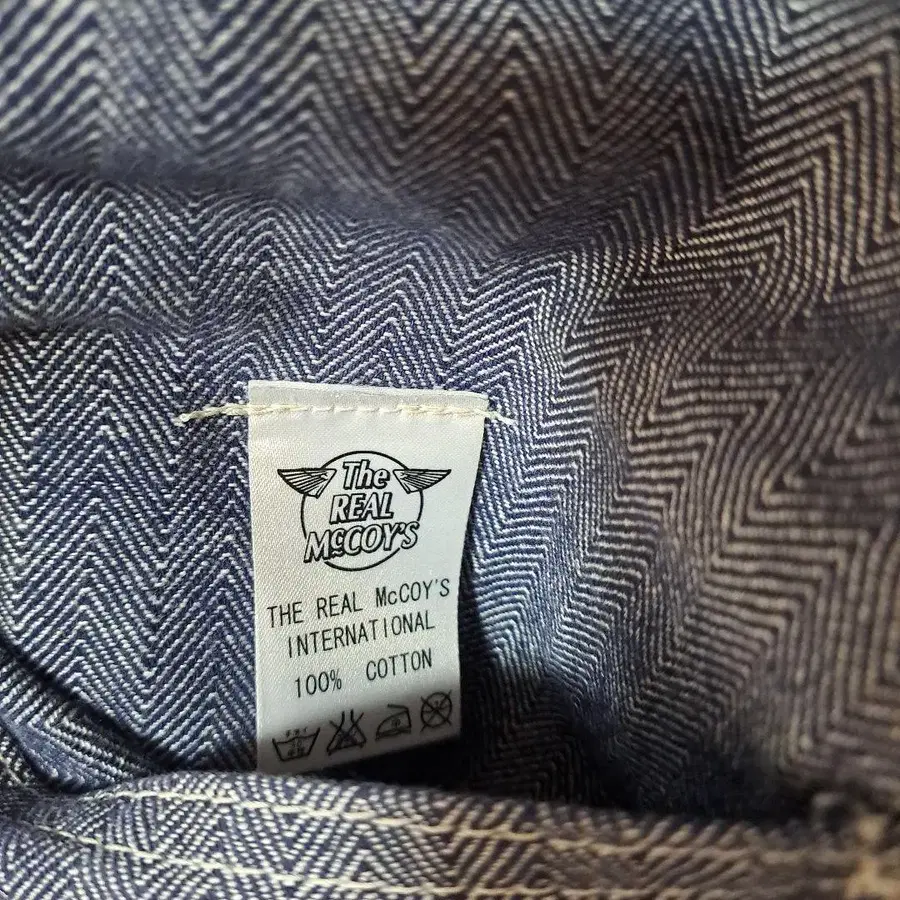 The
REAL
McCOY'S
THE REAL McCOY'S
INTERNATIONAL
100% COTTON